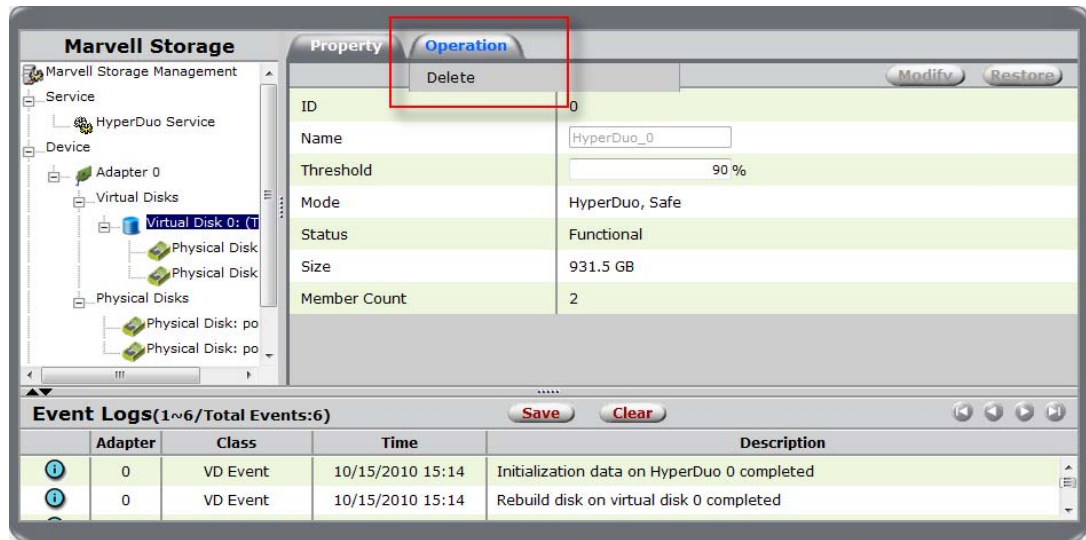 Marvell Storage
Marvell Storage Management
Service
HyperDuo Service
Device
Adapter 0
Virtual Disks
Virtual Disk 0: (T
Physical Disk
Physical Disk
Physical Disks
Physical Disk: po
Physical Disk: po
Property
Operation
Delete
Modify
Restore
ID 0
Name HyperDuo_0
Threshold 90 %
Mode HyperDuo, Safe
Status Functional
Size 931.5 GB
Member Count 2
Event Logs(1~6/Total Events:6) Save Clear
Adapter Class Time Description
0 VD Event 10/15/2010 15:14 Initialization data on HyperDuo 0 completed
0 VD Event 10/15/2010 15:14 Rebuild disk on virtual disk 0 completed